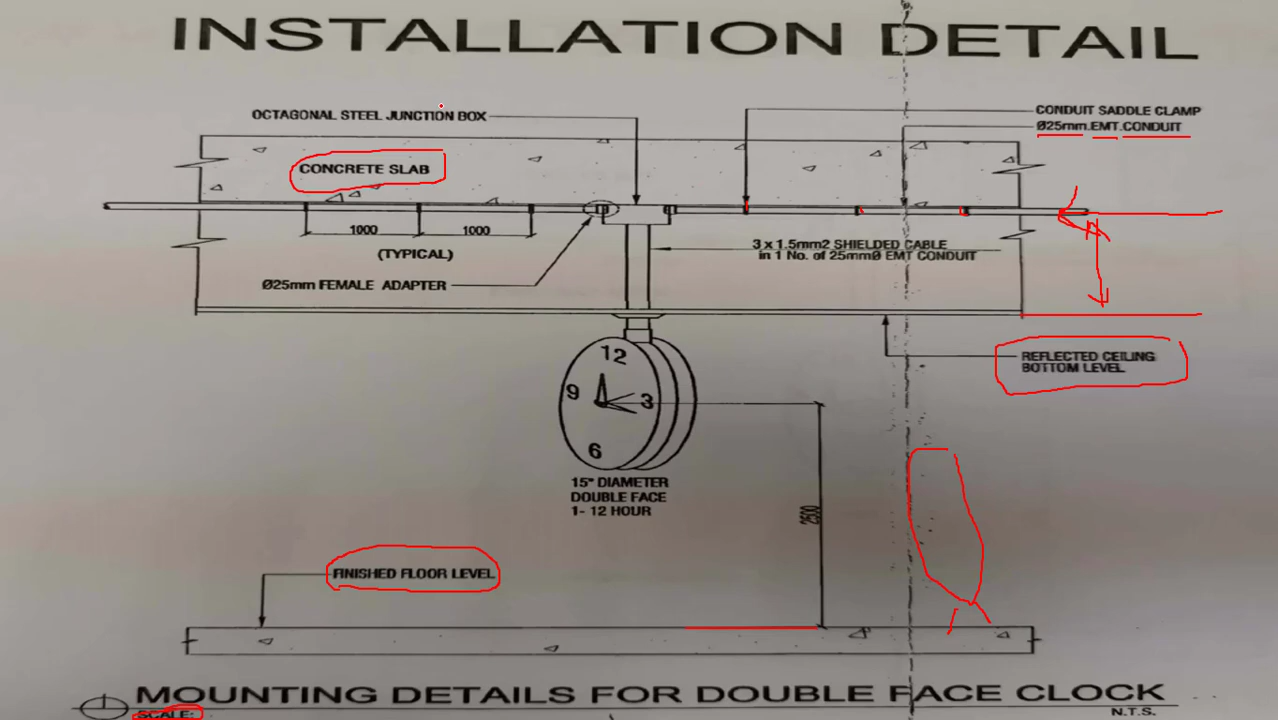 INSTALLATION DETAIL
OCTAGONAL STEEL JUNCTION BOX
CONDUIT SADDLE CLAMP
Ø25mm.EMT.CONDUIT
CONCRETE SLAB
1000
1000
(TYPICAL)
3 x 1.5mm2 SHIELDED CABLE
in 1 No. of 25mmØ EMT CONDUIT
Ø25mm FEMALE ADAPTER
REFLECTED CEILING
BOTTOM LEVEL
12
9
3
6
15" DIAMETER
DOUBLE FACE
1- 12 HOUR
2500
FINISHED FLOOR LEVEL
MOUNTING DETAILS FOR DOUBLE FACE CLOCK
SCALE:
N.T.S.